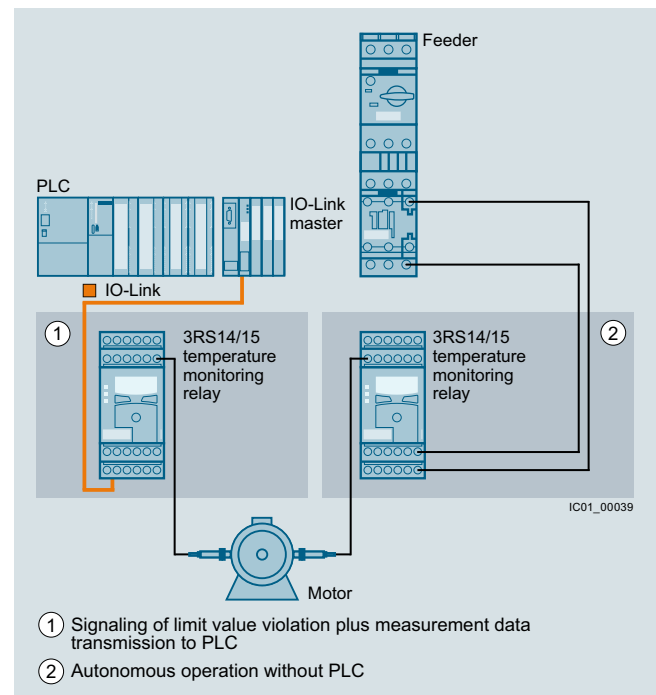 Feeder
PLC
IO-Link
master
IO-Link
1
3RS14/15
temperature
monitoring
relay
3RS14/15
temperature
monitoring
relay
2
IC01_00039
Motor
1 Signaling of limit value violation plus measurement data
transmission to PLC
2 Autonomous operation without PLC